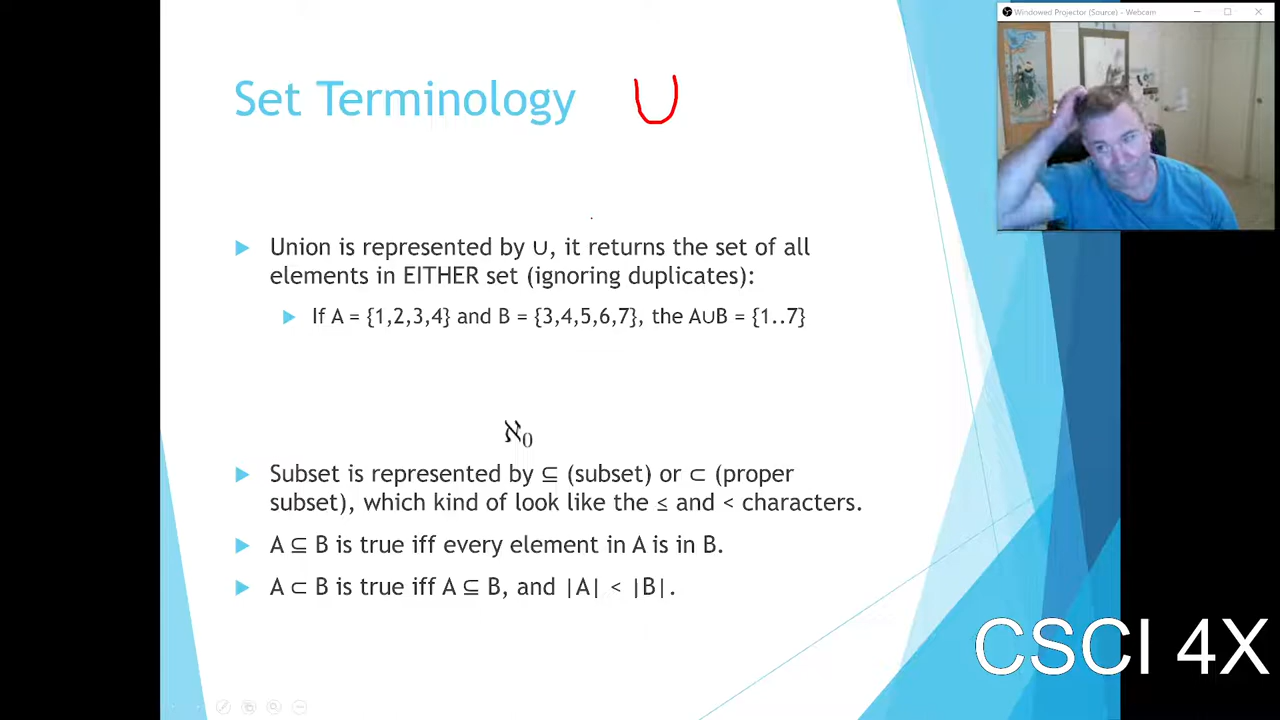 Windowed Projector (Source) - Webcam
Set Terminology U
Union is represented by ∪, it returns the set of all
elements in EITHER set (ignoring duplicates):
If A = {1,2,3,4} and B = {3,4,5,6,7}, the A∪B = {1..7}
ℵ0
Subset is represented by ⊆ (subset) or ⊂ (proper
subset), which kind of look like the ≤ and < characters.
A ⊆ B is true iff every element in A is in B.
A ⊂ B is true iff A ⊆ B, and |A| < |B|.
CSCI 4X